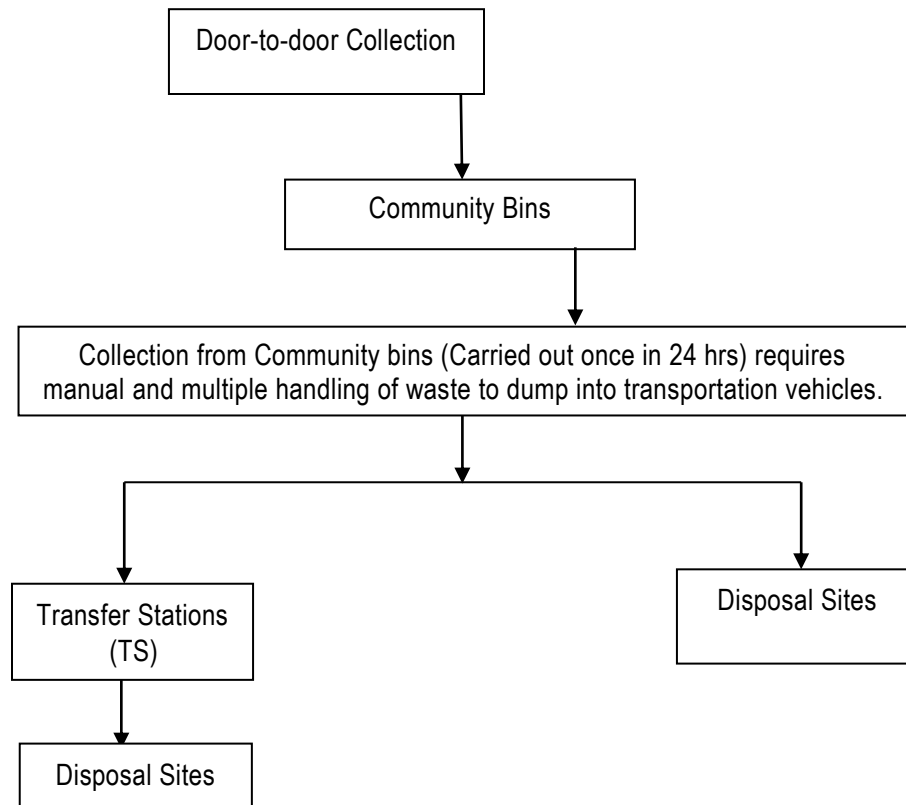 Door-to-door Collection
Community Bins
Collection from Community bins (Carried out once in 24 hrs) requires
manual and multiple handling of waste to dump into transportation vehicles.
Transfer Stations
(TS)
Disposal Sites
Disposal Sites